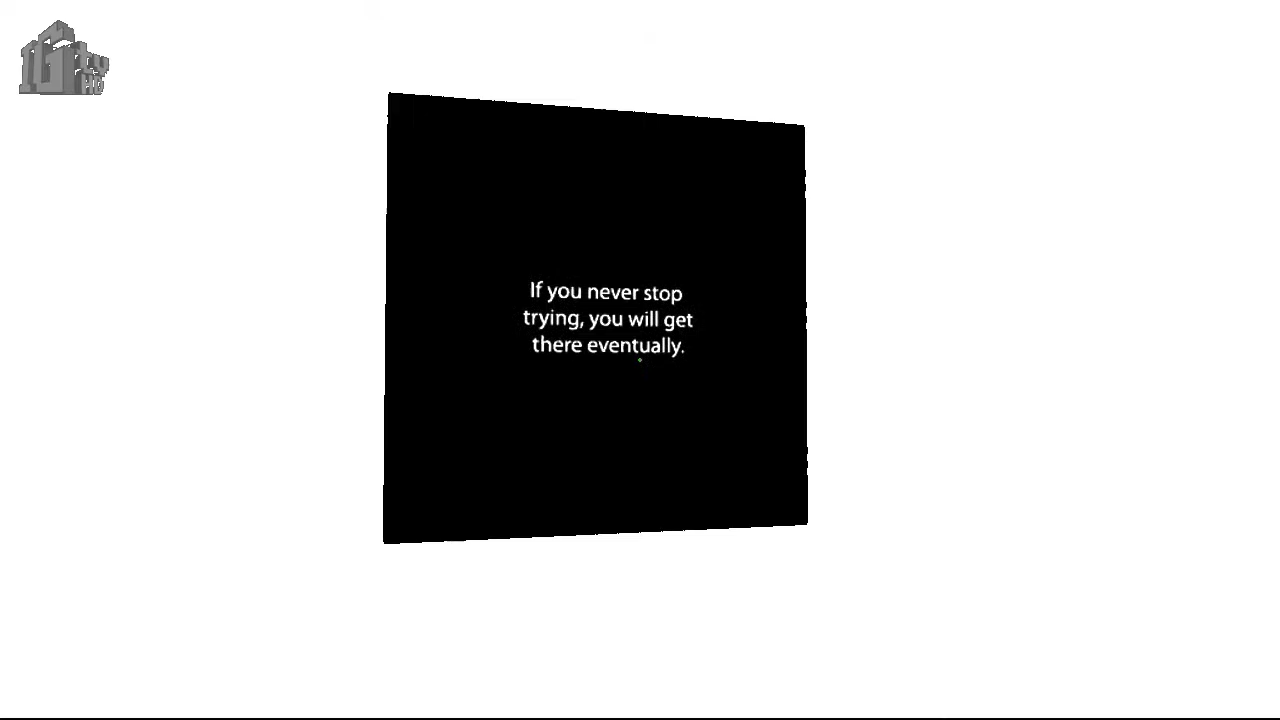 If you never stop
trying, you will get
there eventually.